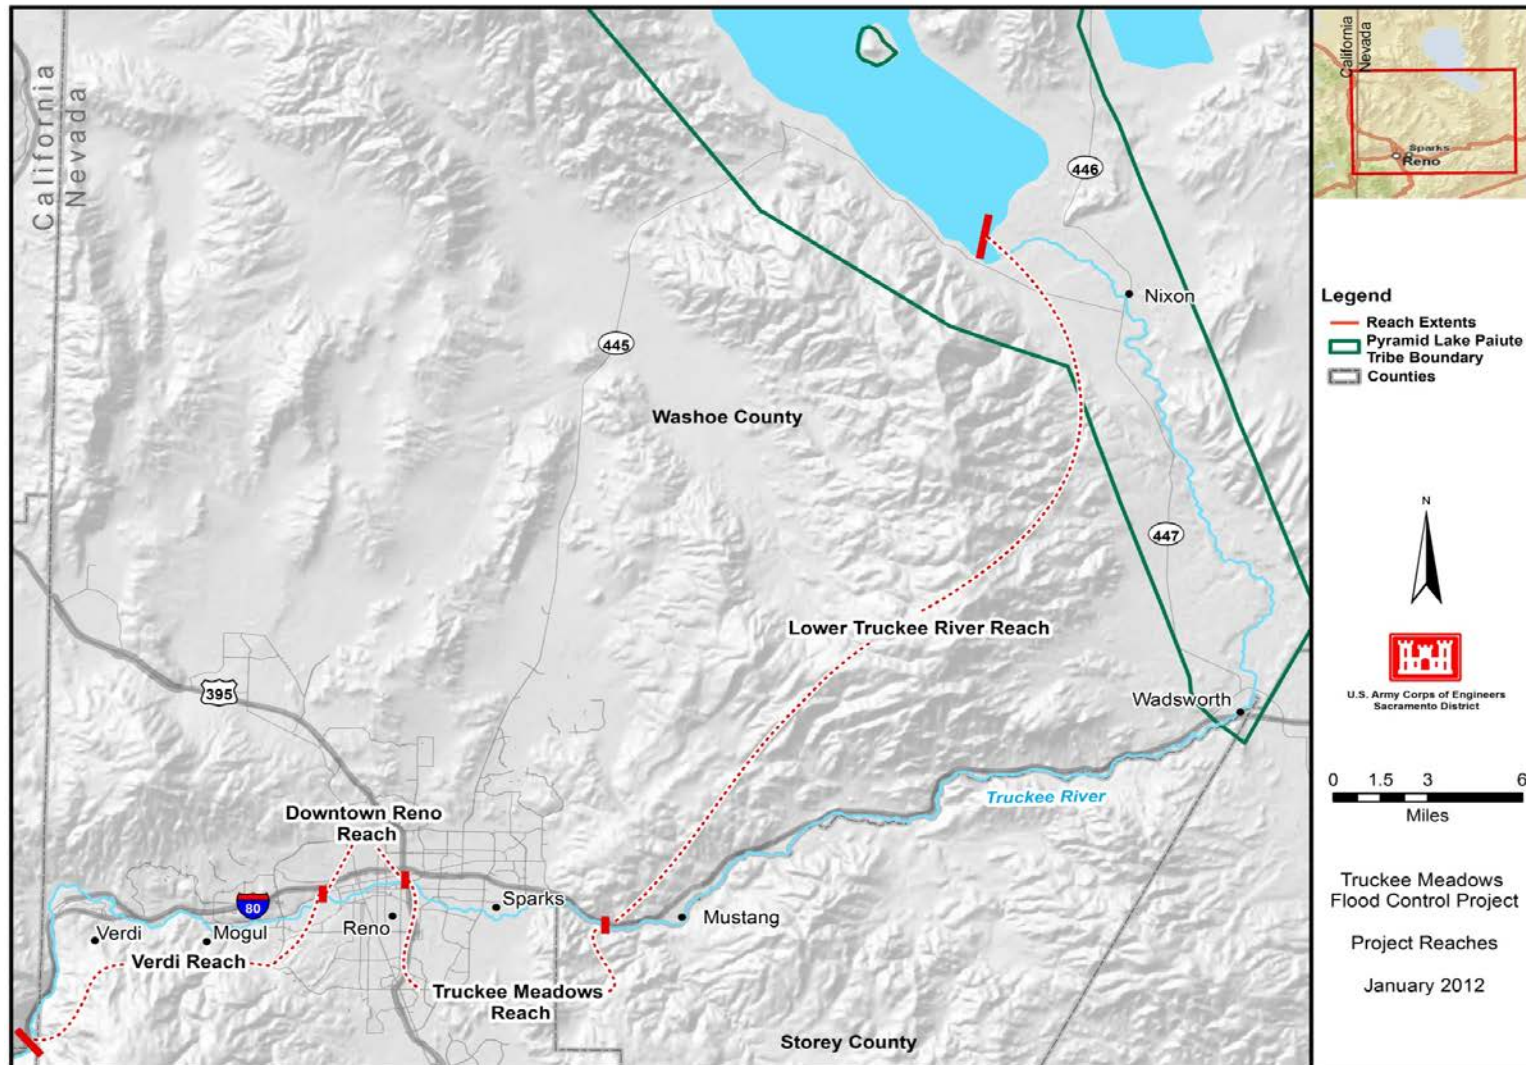 California
Nevada
446
Nixon
445
Washoe County
447
Lower Truckee River Reach
395
Wadsworth
Truckee River
Downtown Reno
Reach
80
Sparks
Reno
Mustang
Verdi
Mogul
Verdi Reach
Truckee Meadows
Reach
Storey County
California
Nevada
Sparks
Reno
Legend
Reach Extents
Pyramid Lake Paiute
Tribe Boundary
Counties
N
U.S. Army Corps of Engineers
Sacramento District
0 1.5 3 6
Miles
Truckee Meadows
Flood Control Project
Project Reaches
January 2012